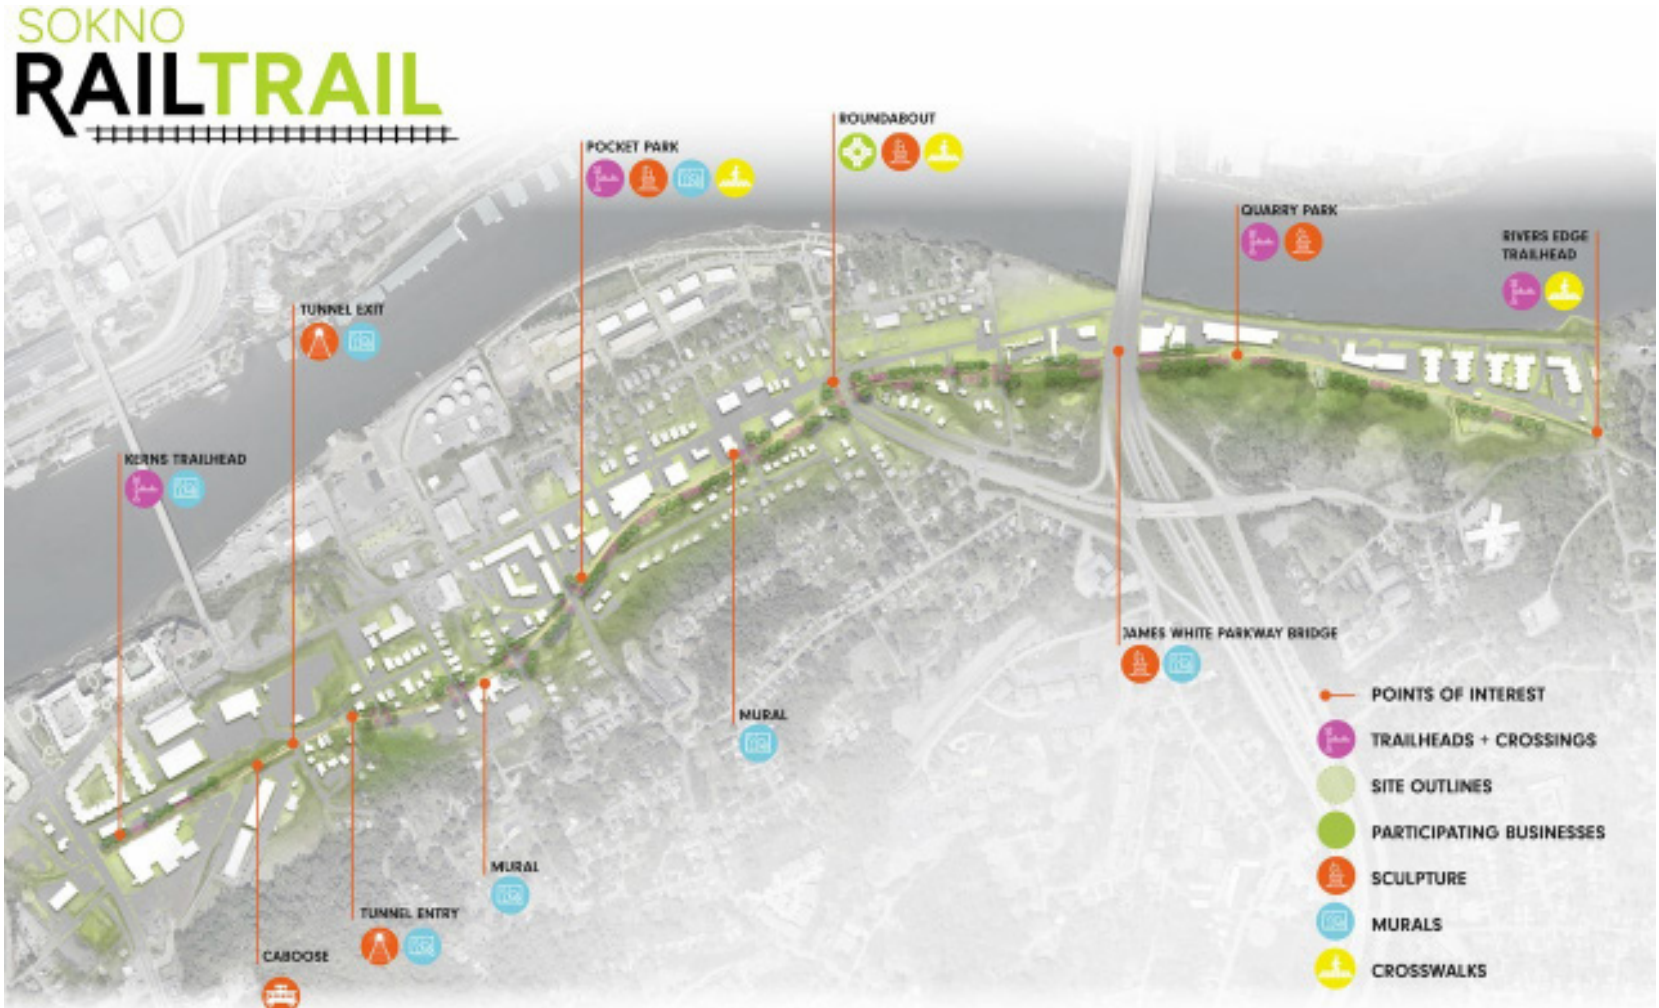 SOKNO
RAILTRAIL
ROUNDABOUT
POCKET PARK
QUARRY PARK
RIVERS EDGE
TRAILHEAD
TUNNEL EXIT
KERNS TRAILHEAD
JAMES WHITE PARKWAY BRIDGE
MURAL
MURAL
TUNNEL ENTRY
CABOOSE
POINTS OF INTEREST
TRAILHEADS + CROSSINGS
SITE OUTLINES
PARTICIPATING BUSINESSES
SCULPTURE
MURALS
CROSSWALKS